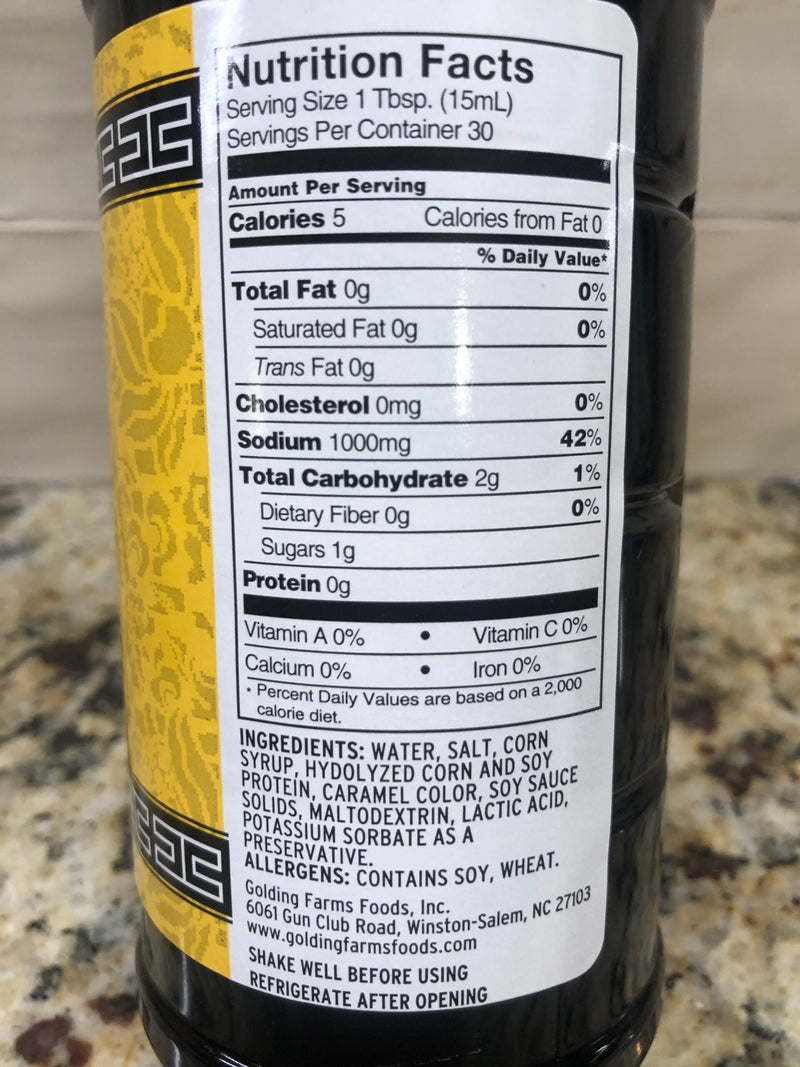 Nutrition Facts
Serving Size 1 Tbsp. (15mL)
Servings Per Container 30
Amount Per Serving
Calories 5 Calories from Fat 0
% Daily Value*
Total Fat 0g 0%
Saturated Fat 0g 0%
Trans Fat 0g
Cholesterol 0mg 0%
Sodium 1000mg 42%
Total Carbohydrate 2g 1%
Dietary Fiber 0g 0%
Sugars 1g
Protein 0g
Vitamin A 0% • Vitamin C 0%
Calcium 0% • Iron 0%
* Percent Daily Values are based on a 2,000
calorie diet.
INGREDIENTS: WATER, SALT, CORN
SYRUP, HYDOLYZED CORN AND SOY
PROTEIN, CARAMEL COLOR, SOY SAUCE
SOLIDS, MALTODEXTRIN, LACTIC ACID,
POTASSIUM SORBATE AS A
PRESERVATIVE.
ALLERGENS: CONTAINS SOY, WHEAT.
Golding Farms Foods, Inc.
6061 Gun Club Road, Winston-Salem, NC 27103
www.goldingfarmsfoods.com
SHAKE WELL BEFORE USING
REFRIGERATE AFTER OPENING